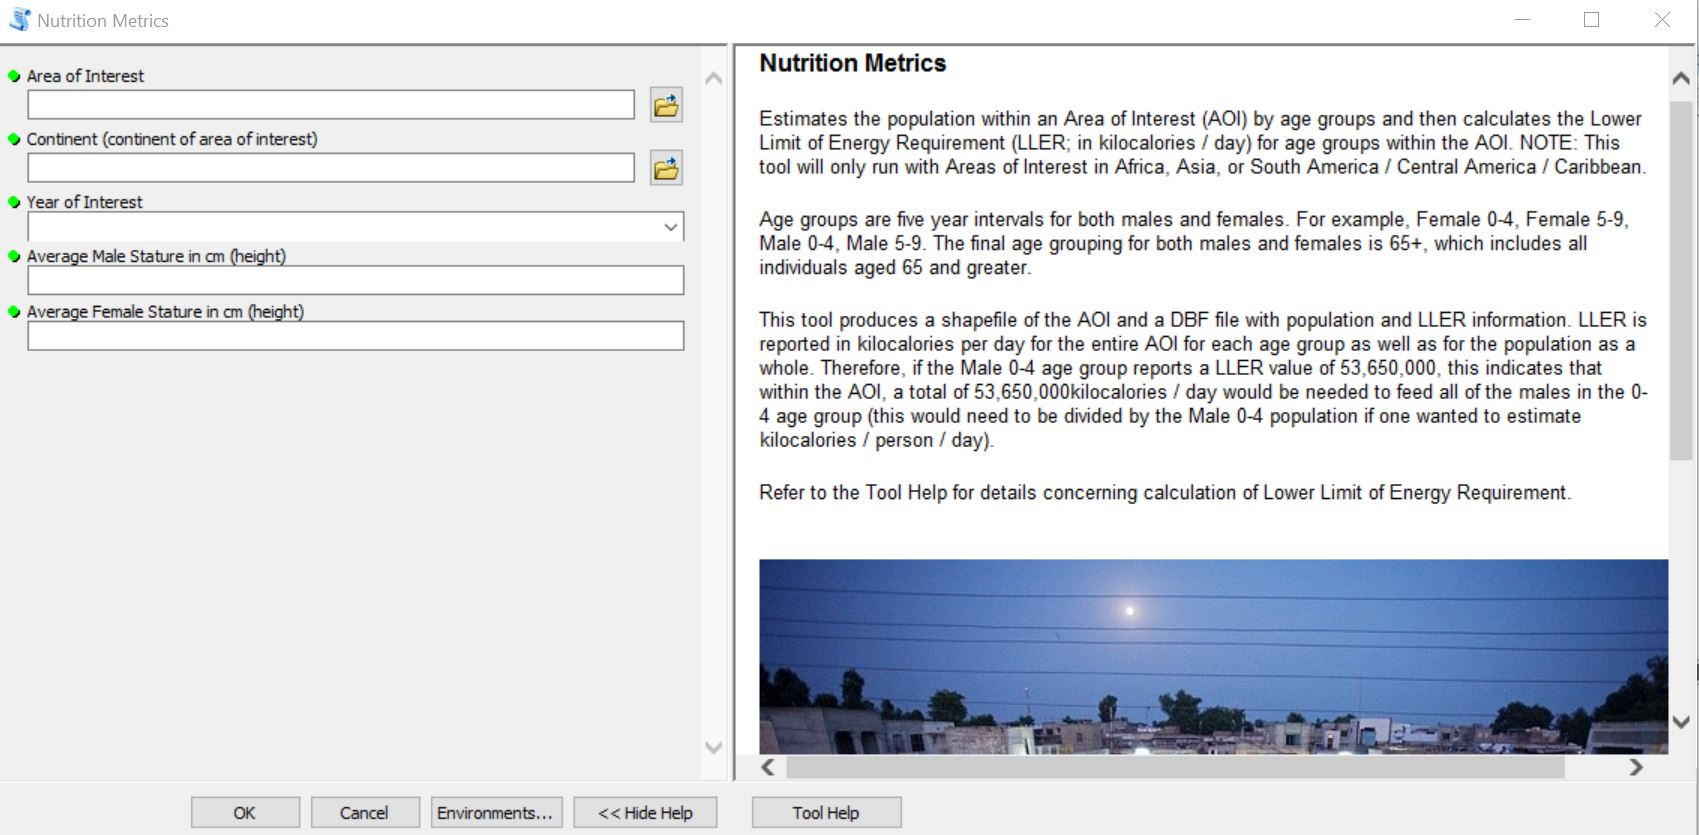 Nutrition Metrics
Area of Interest
Continent (continent of area of interest)
Year of Interest
Average Male Stature in cm (height)
Average Female Stature in cm (height)
Nutrition Metrics
Estimates the population within an Area of Interest (AOI) by age groups and then calculates the Lower
Limit of Energy Requirement (LLER; in kilocalories / day) for age groups within the AOI. NOTE: This
tool will only run with Areas of Interest in Africa, Asia, or South America / Central America / Caribbean.
Age groups are five year intervals for both males and females. For example, Female 0-4, Female 5-9,
Male 0-4, Male 5-9. The final age grouping for both males and females is 65+, which includes all
individuals aged 65 and greater.
This tool produces a shapefile of the AOI and a DBF file with population and LLER information. LLER is
reported in kilocalories per day for the entire AOI for each age group as well as for the population as a
whole. Therefore, if the Male 0-4 age group reports a LLER value of 53,650,000, this indicates that
within the AOI, a total of 53,650,000kilocalories / day would be needed to feed all of the males in the 0-
4 age group (this would need to be divided by the Male 0-4 population if one wanted to estimate
kilocalories / person / day).
Refer to the Tool Help for details concerning calculation of Lower Limit of Energy Requirement.
OK
Cancel
Environments...
<< Hide Help
Tool Help